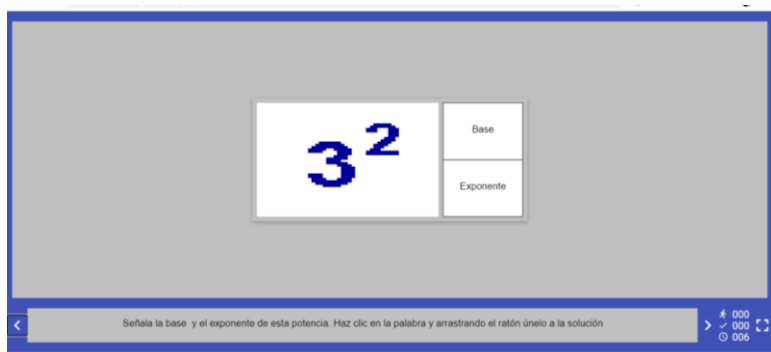 3²
Base
Exponente
Señala la base y el exponente de esta potencia. Haz clic en la palabra y arrastrando el ratón únelo a la solución
000
000
006